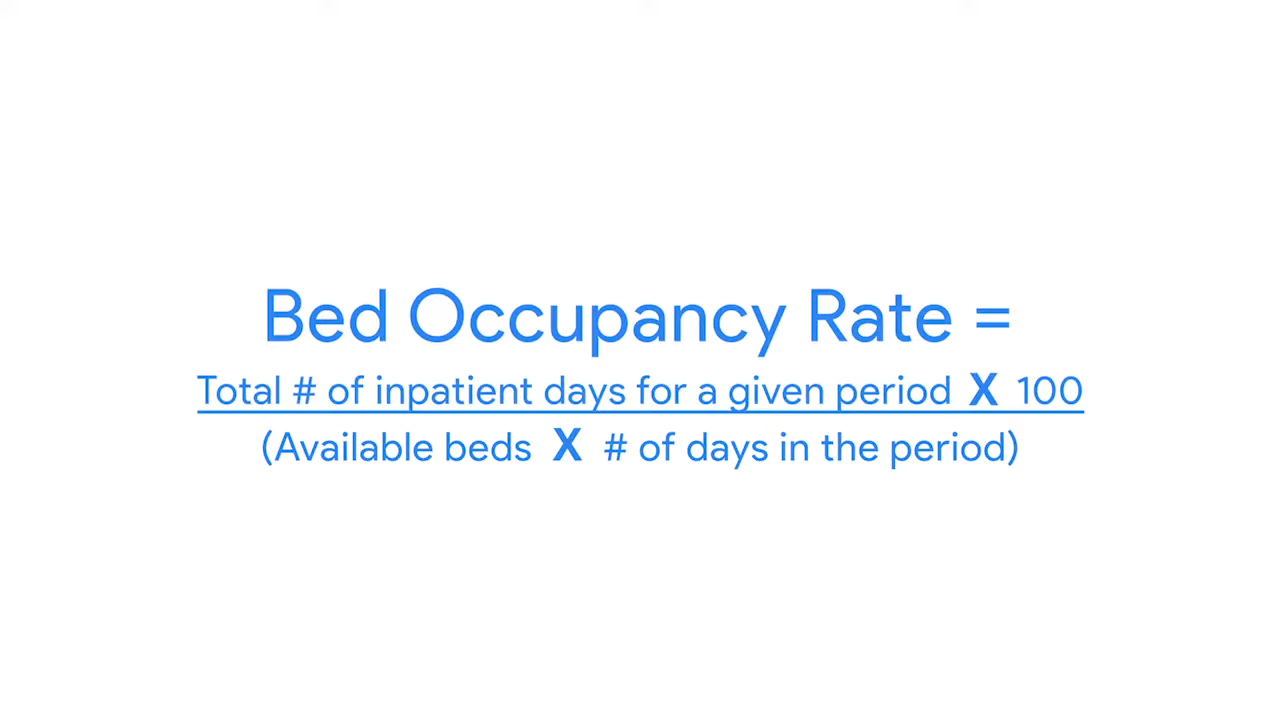 Bed Occupancy Rate =
Total # of inpatient days for a given period X 100
(Available beds X # of days in the period)